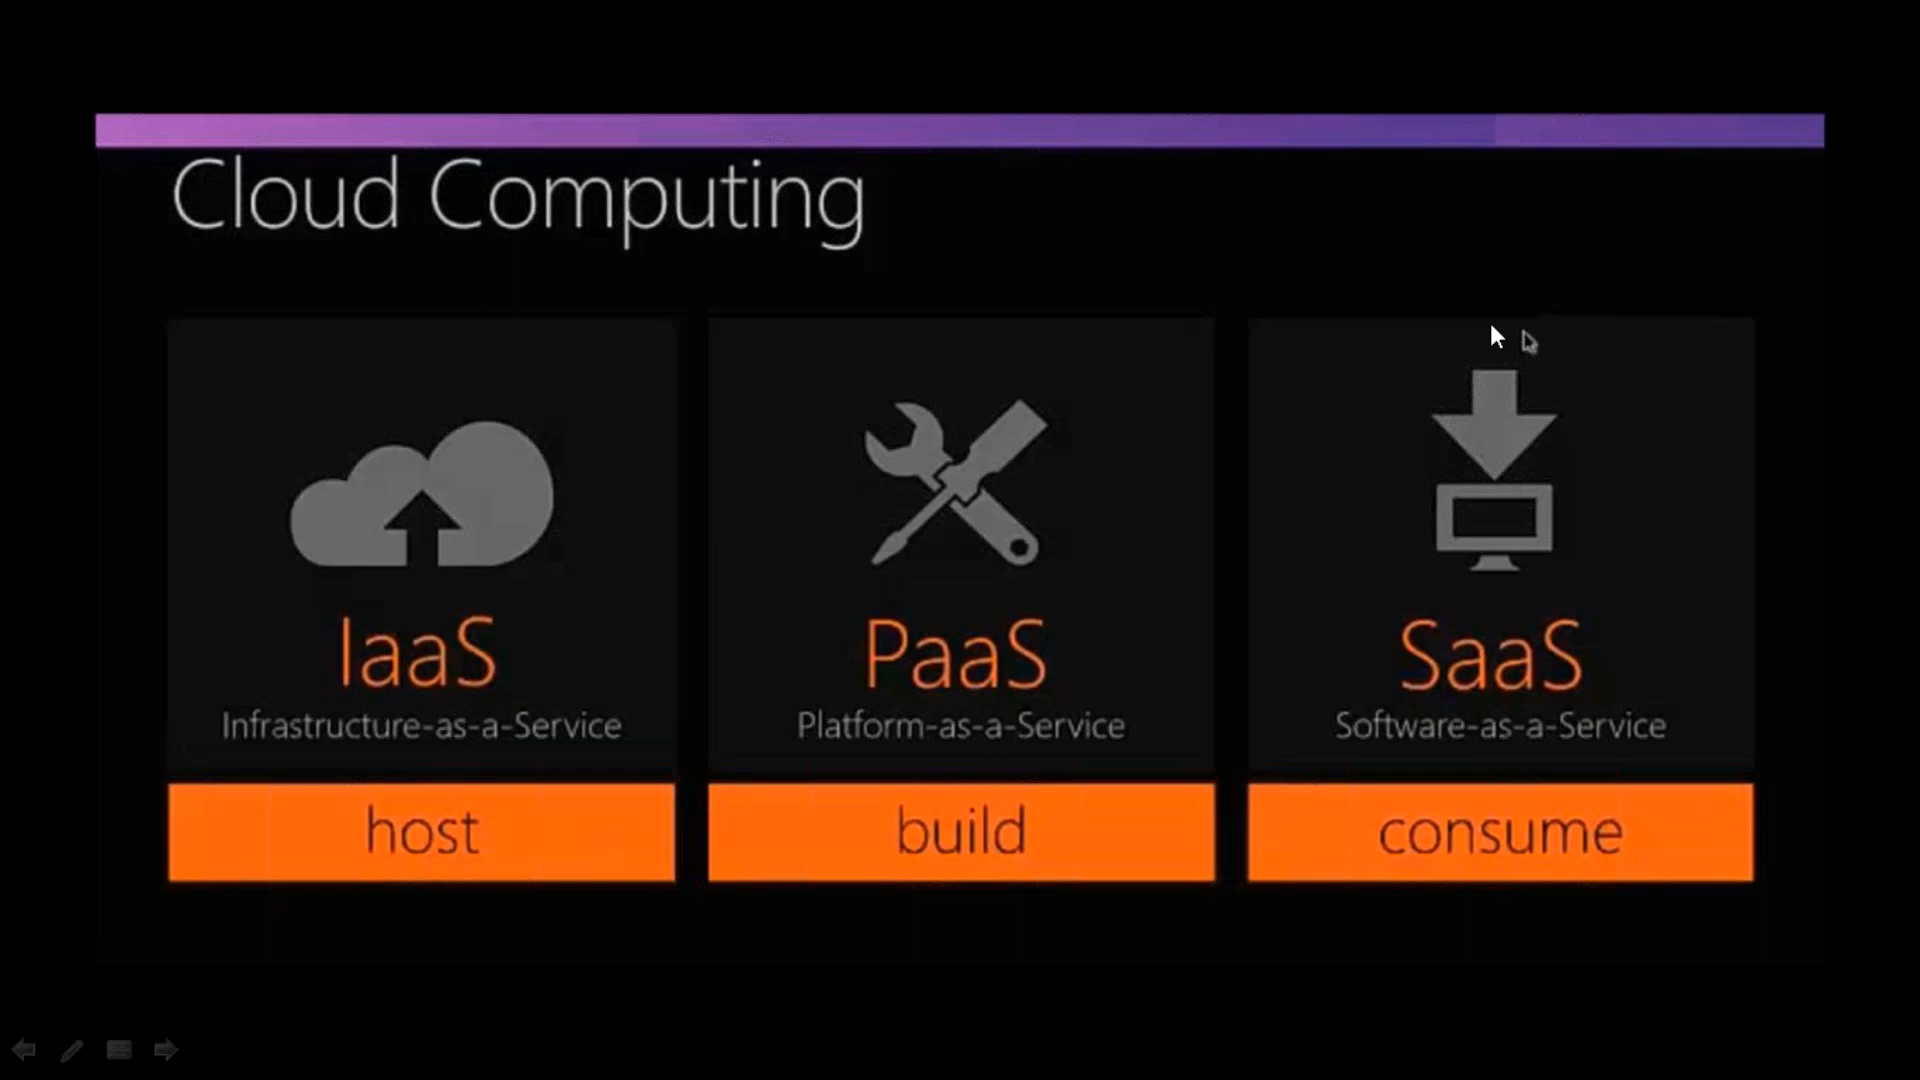 Cloud Computing
IaaS
Infrastructure-as-a-Service
host
PaaS
Platform-as-a-Service
build
SaaS
Software-as-a-Service
consume